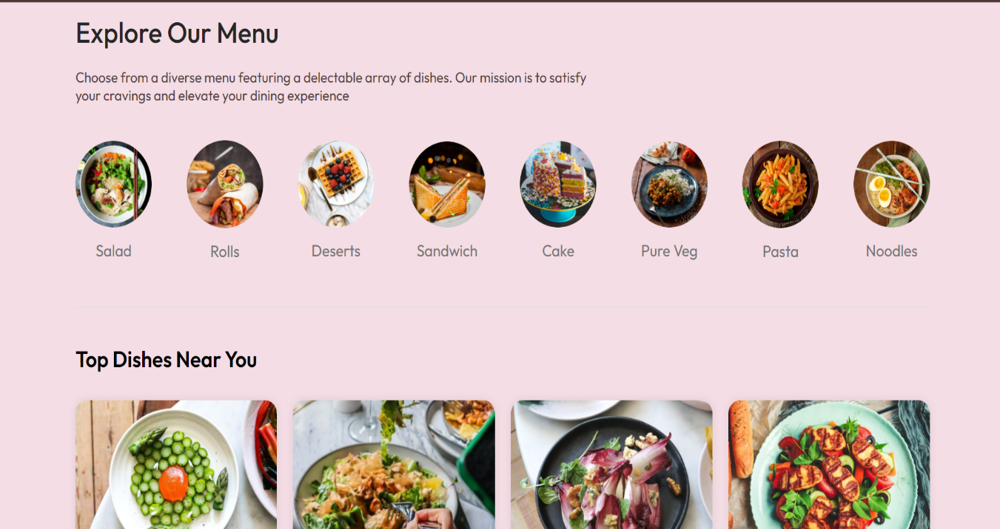 Explore Our Menu
Choose from a diverse menu featuring a delectable array of dishes. Our mission is to satisfy
your cravings and elevate your dining experience
Salad
Rolls
Deserts
Sandwich
Cake
Pure Veg
Pasta
Noodles
Top Dishes Near You